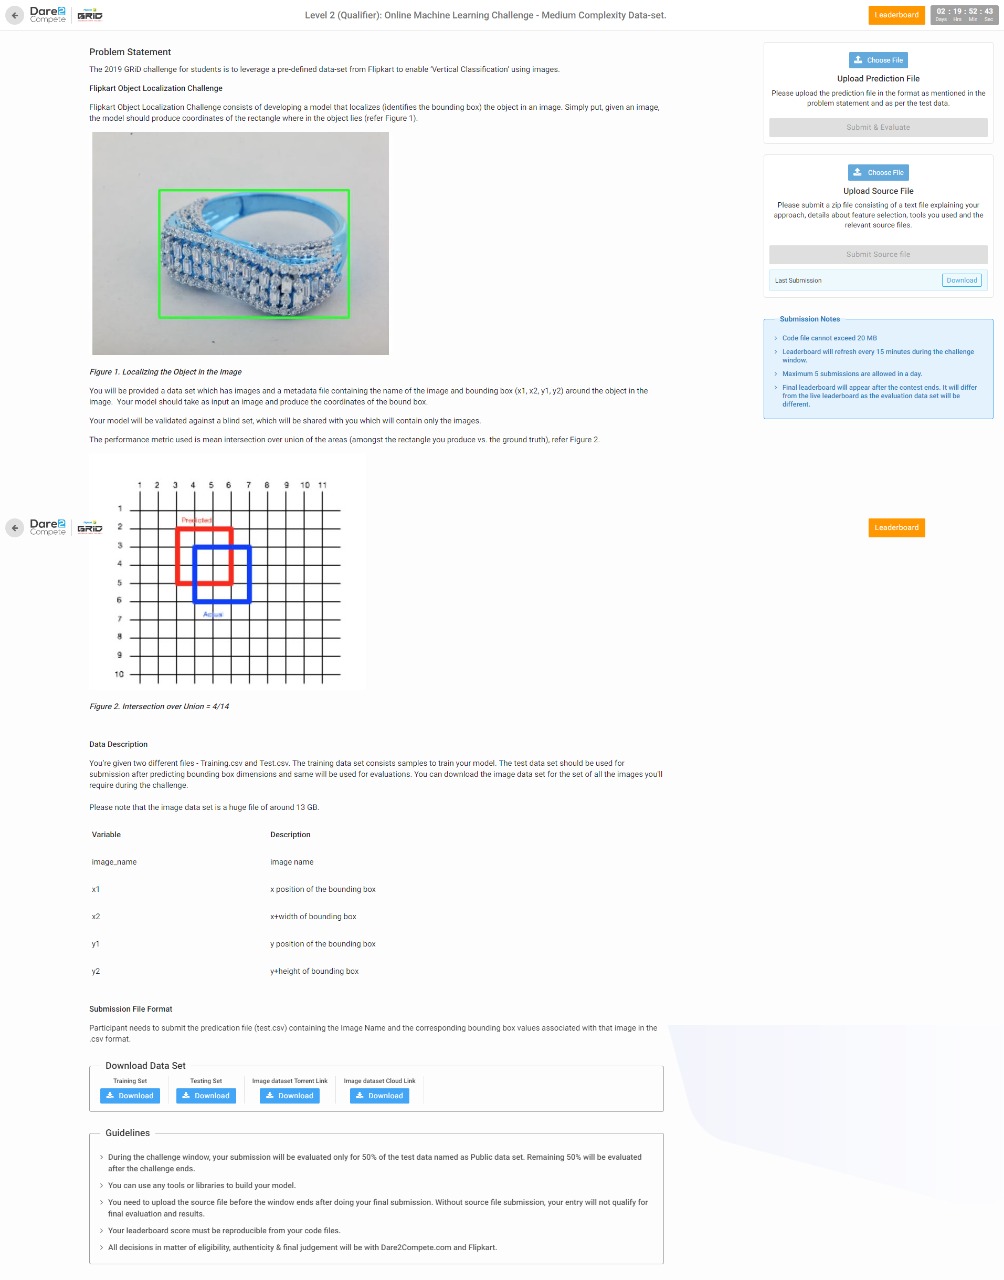 Dare2
Compete
GRiD
Level 2 (Qualifier): Online Machine Learning Challenge - Medium Complexity Data-set.
Leaderboard
02 : 19 : 52 : 43
Days Hrs Min Sec
Problem Statement
The 2019 GRiD challenge for students is to leverage a pre-defined data-set from Flipkart to enable 'Vertical Classification' using images.
Flipkart Object Localization Challenge
Flipkart Object Localization Challenge consists of developing a model that localizes (identifies the bounding box) the object in an image. Simply put, given an image,
the model should produce coordinates of the rectangle where in the object lies (refer Figure 1).
Figure 1. Localizing the Object in the Image
You will be provided a data set which has images and a metadata file containing the name of the image and bounding box (x1, x2, y1, y2) around the object in the
image. Your model should take as input an image and produce the coordinates of the bound box.
Your model will be validated against a blind set, which will be shared with you which will contain only the images.
The performance metric used is mean intersection over union of the areas (amongst the rectangle you produce vs. the ground truth), refer Figure 2.
Choose File
Upload Prediction File
Please upload the prediction file in the format as mentioned in the
problem statement and as per the test data.
Submit & Evaluate
Choose File
Upload Source File
Please submit a zip file consisting of a text file explaining your
approach, details about feature selection, tools you used and the
relevant source files.
Submit Source file
Last Submission
Download
Submission Notes
Code file cannot exceed 20 MB
Leaderboard will refresh every 15 minutes during the challenge
window.
Maximum 5 submissions are allowed in a day.
Final leaderboard will appear after the contest ends. It will differ
from the live leaderboard as the evaluation data set will be
different.
1 2 3 4 5 6 7 8 9 10 11
1
2
3
4
5
6
7
8
9
10
Predicted
Actual
Dare2
Compete
GRiD
Leaderboard
Figure 2. Intersection over Union = 4/14
Data Description
You're given two different files - Training.csv and Test.csv. The training data set consists samples to train your model. The test data set should be used for
submission after predicting bounding box dimensions and same will be used for evaluations. You can download the image data set for the set of all the images you'll
require during the challenge.
Please note that the image data set is a huge file of around 13 GB.
Variable Description
image_name image name
x1 x position of the bounding box
x2 x+width of bounding box
y1 y position of the bounding box
y2 y+height of bounding box
Submission File Format
Participant needs to submit the predication file (test.csv) containing the Image Name and the corresponding bounding box values associated with that image in the
.csv format.
Download Data Set
Training Set Testing Set Image dataset Torrent Link Image dataset Cloud Link
Download Download Download Download
Guidelines
During the challenge window, your submission will be evaluated only for 50% of the test data named as Public data set. Remaining 50% will be evaluated
after the challenge ends.
You can use any tools or libraries to build your model.
You need to upload the source file before the window ends after doing your final submission. Without source file submission, your entry will not qualify for
final evaluation and results.
Your leaderboard score must be reproducible from your code files.
All decisions in matter of eligibility, authenticity & final judgement will be with Dare2Compete.com and Flipkart.